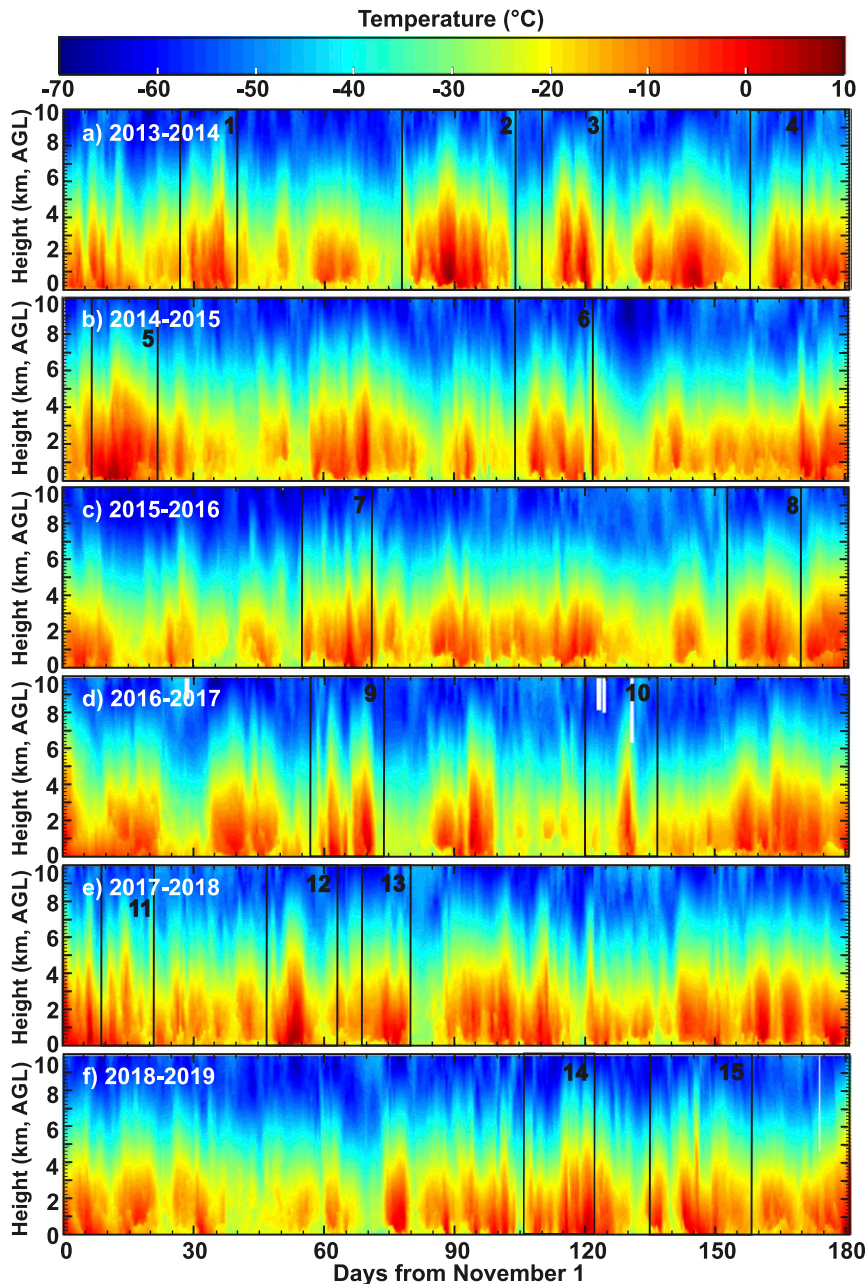 Temperature (°C)
-70 -60 -50 -40 -30 -20 -10 0 10
Height (km, AGL)
10
8
6
4
2
0
a) 2013-2014
1 2 3 4
Height (km, AGL)
10
8
6
4
2
0
b) 2014-2015
5 6
Height (km, AGL)
10
8
6
4
2
0
c) 2015-2016
7 8
Height (km, AGL)
10
8
6
4
2
0
d) 2016-2017
9 10
Height (km, AGL)
10
8
6
4
2
0
e) 2017-2018
11 12 13
Height (km, AGL)
10
8
6
4
2
0
f) 2018-2019
14 15
0 30 60 90 120 150 180
Days from November 1